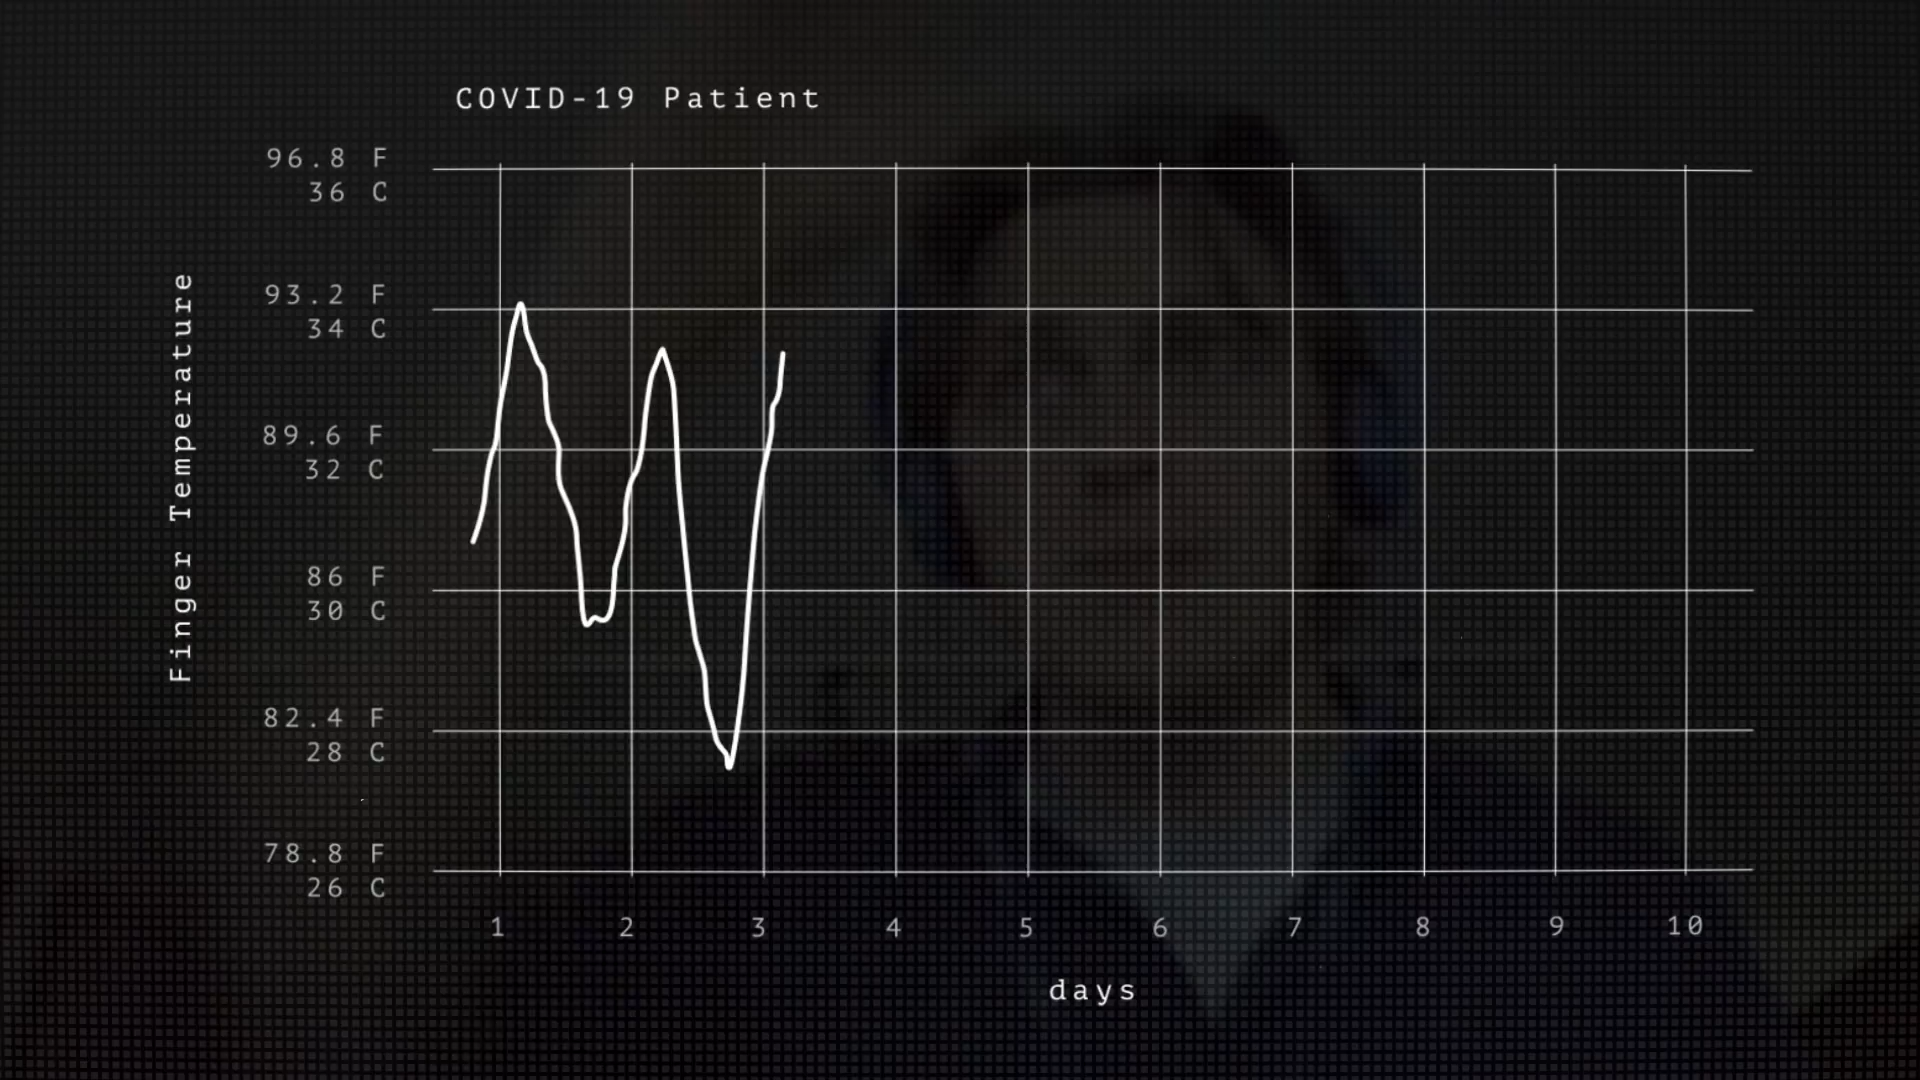 COVID-19 Patient
96.8 F
36 C
93.2 F
34 C
89.6 F
32 C
86 F
30 C
82.4 F
28 C
78.8 F
26 C
Finger Temperature
1 2 3 4 5 6 7 8 9 10
days